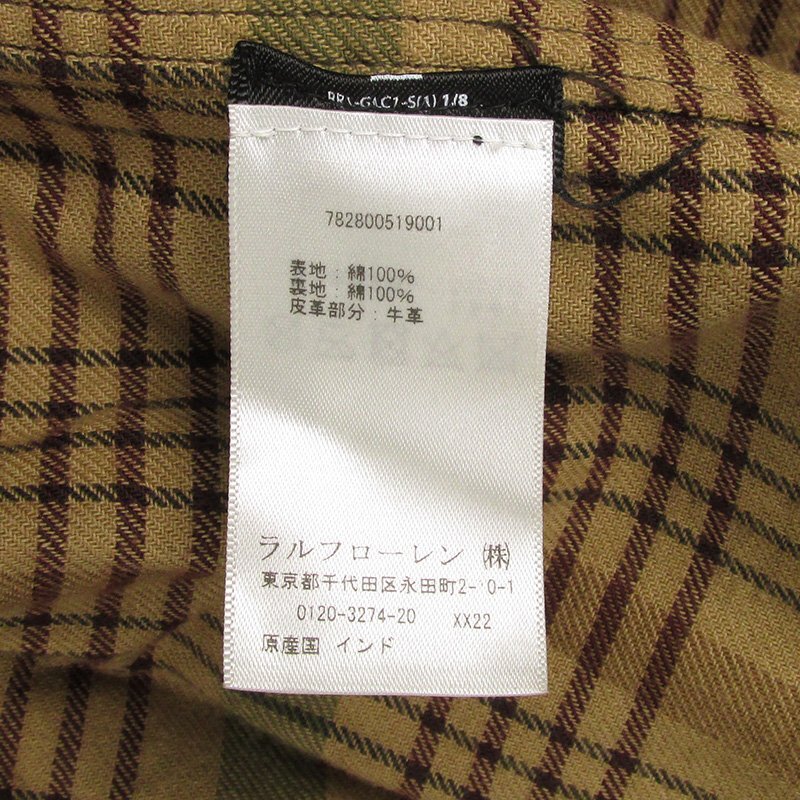 782800519001
表地：綿100%
裏地：綿100%
皮革部分：牛革
ラルフローレン ㈱
東京都千代田区永田町2-10-1
0120-3274-20 XX22
原産国 インド